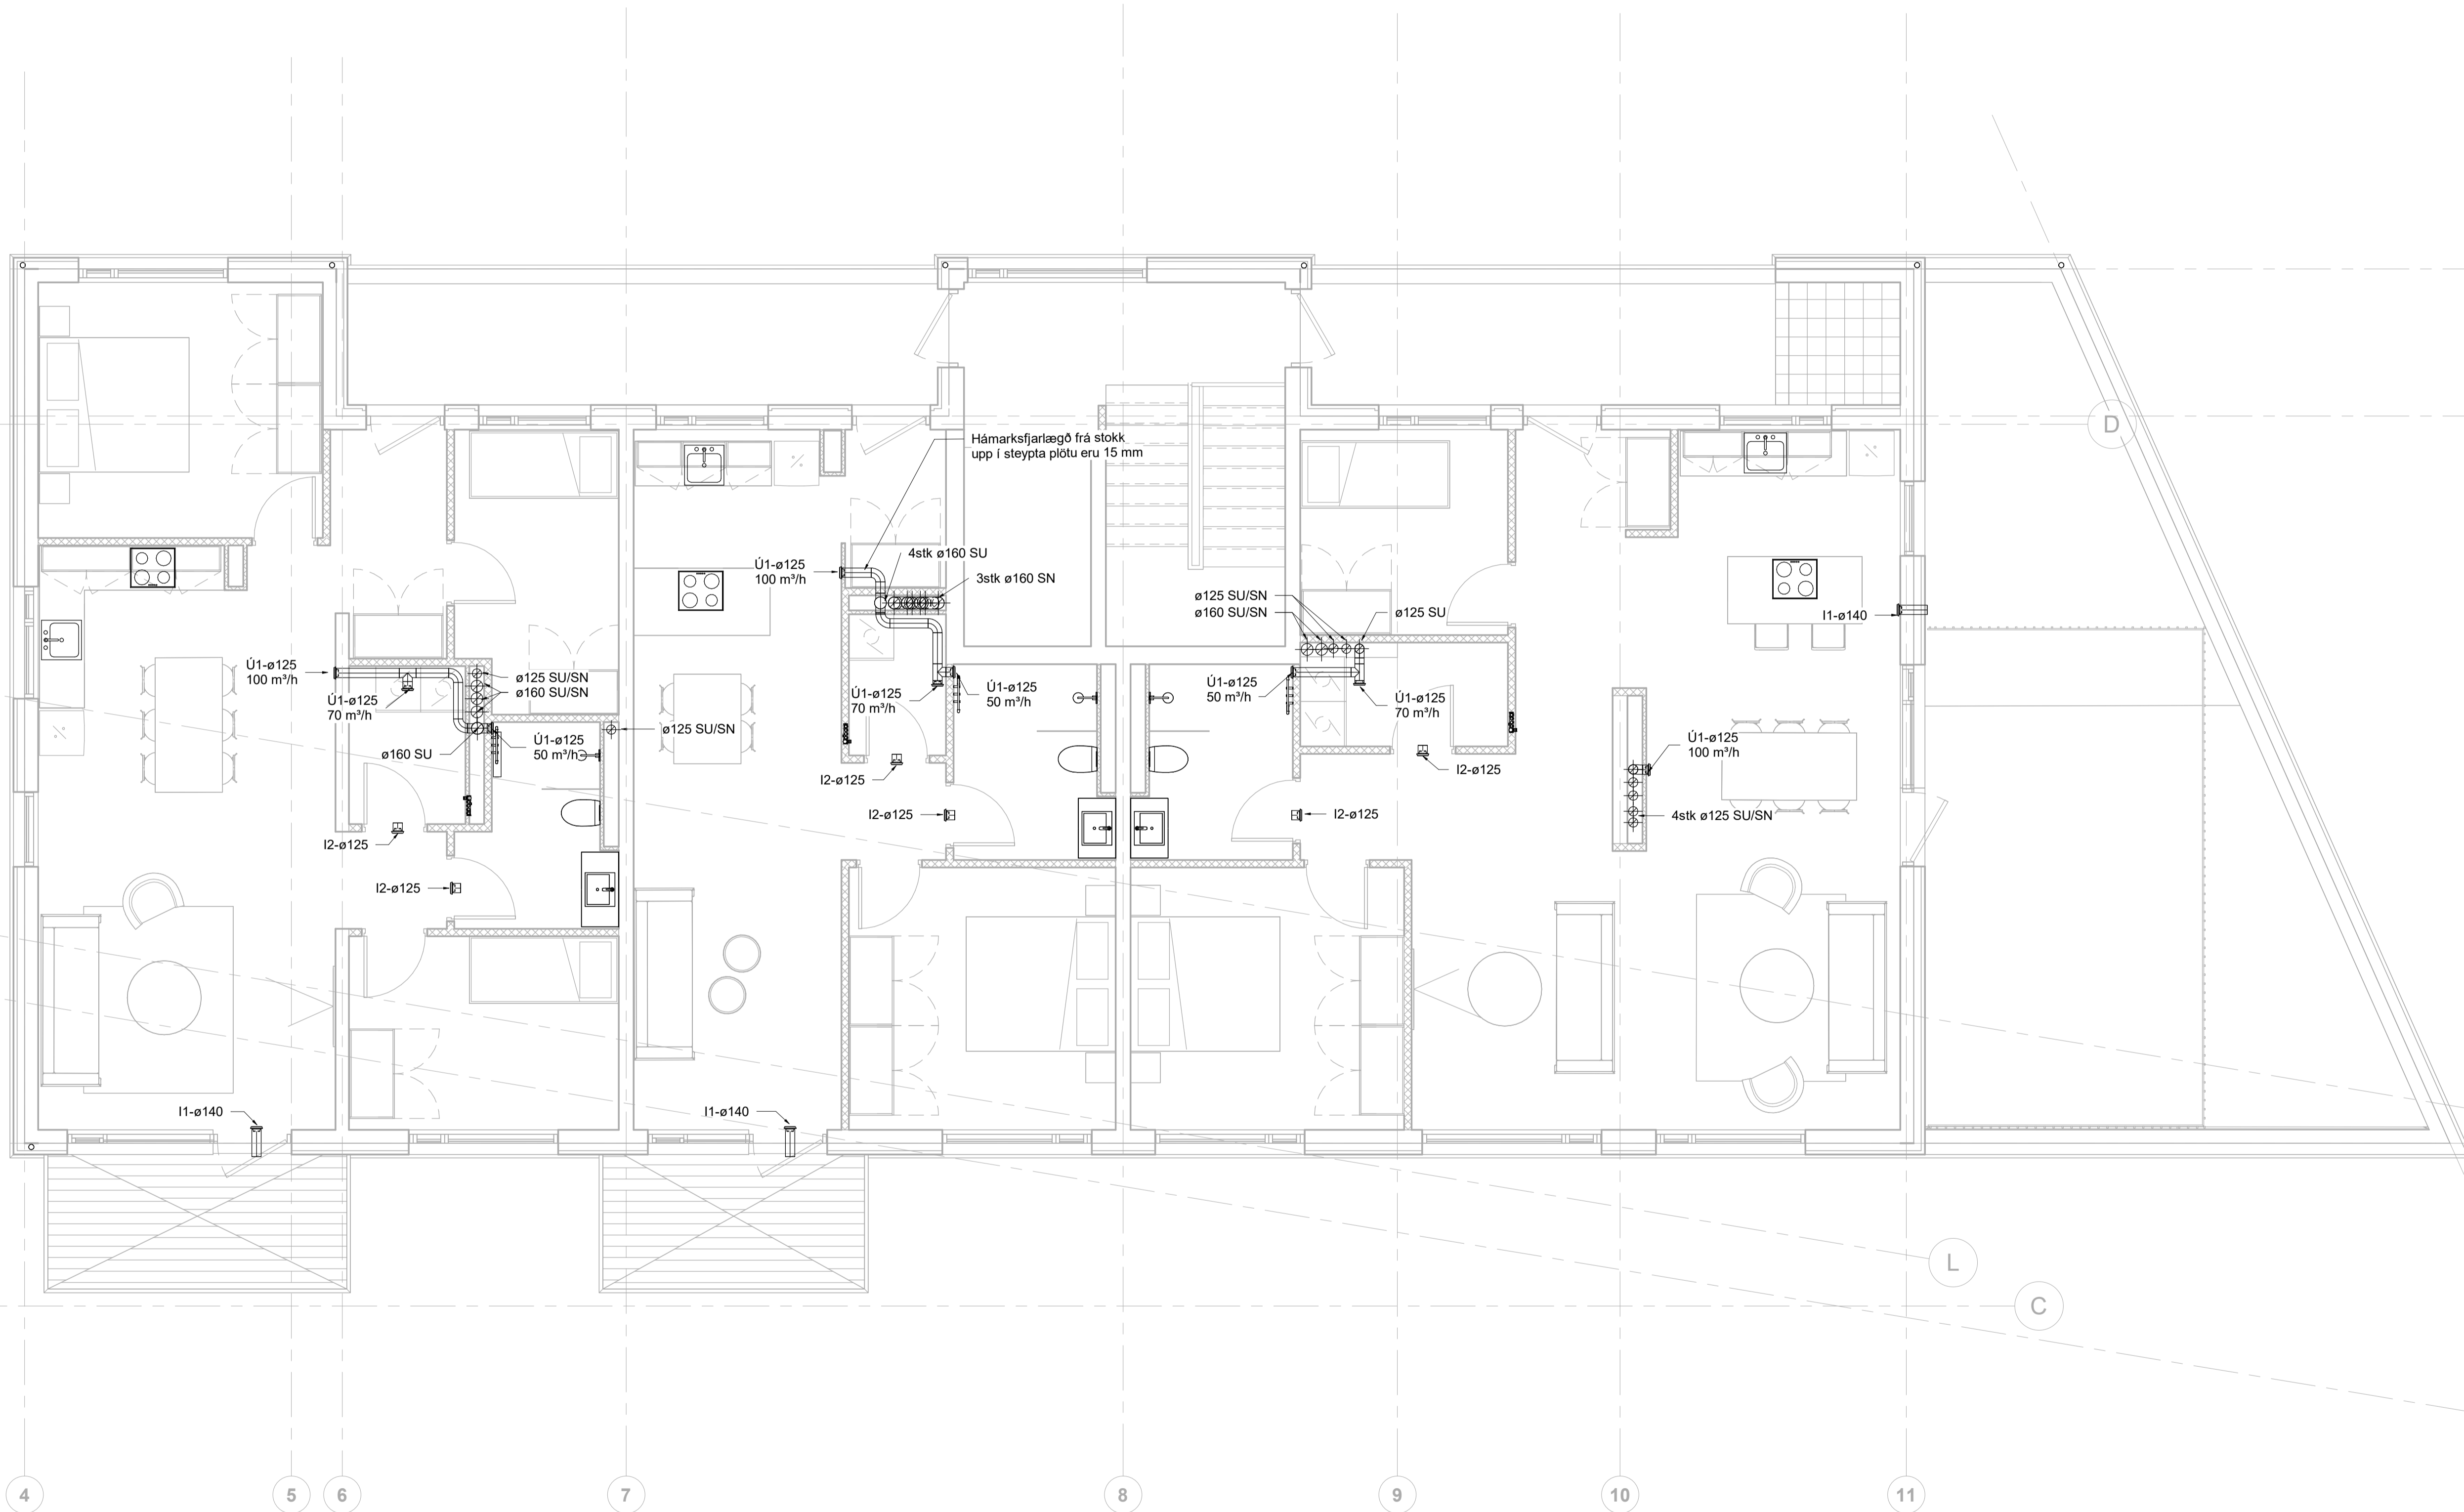 D
Hámarksfjarlægð frá stokk
upp í steypta plötu eru 15 mm
4stk ø160 SU
Ú1-ø125
100 m³/h
3stk ø160 SN
ø125 SU/SN
ø160 SU/SN
ø125 SU
I1-ø140
Ú1-ø125
100 m³/h
ø125 SU/SN
ø160 SU/SN
Ú1-ø125
70 m³/h
Ú1-ø125
70 m³/h
Ú1-ø125
50 m³/h
Ú1-ø125
50 m³/h
Ú1-ø125
70 m³/h
ø125 SU/SN
Ú1-ø125
50 m³/h
ø160 SU
Ú1-ø125
100 m³/h
I2-ø125
I2-ø125
I2-ø125
I2-ø125
4stk ø125 SU/SN
I2-ø125
I2-ø125
I1-ø140
I1-ø140
L
C
4
5
6
7
8
9
10
11